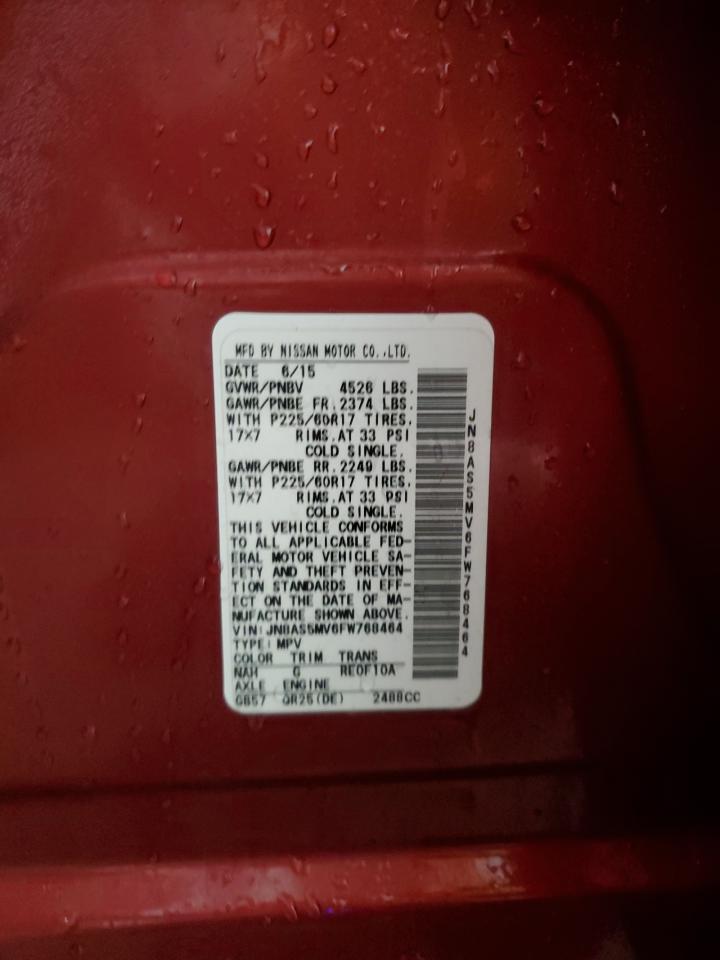 MFD BY NISSAN MOTOR CO.,LTD.
DATE 6/15
GVWR/PNBV 4526 LBS.
GAWR/PNBE FR.2374 LBS.
WITH P225/60R17 TIRES.
17×7 RIMS.AT 33 PSI
COLD SINGLE.
GAWR/PNBE RR.2249 LBS.
WITH P225/60R17 TIRES.
17×7 RIMS.AT 33 PSI
COLD SINGLE.
THIS VEHICLE CONFORMS
TO ALL APPLICABLE FED-
ERAL MOTOR VEHICLE SA-
FETY AND THEFT PREVEN-
TION STANDARDS IN EFF-
ECT ON THE DATE OF MA-
NUFACTURE SHOWN ABOVE.
VIN:JN8AS5MV6FW768464
TYPE:MPV
COLOR TRIM TRANS
NAH G RE0F10A
AXLE ENGINE
GB57 QR25(DE) 2488CC
JN8AS5MV6FW768464